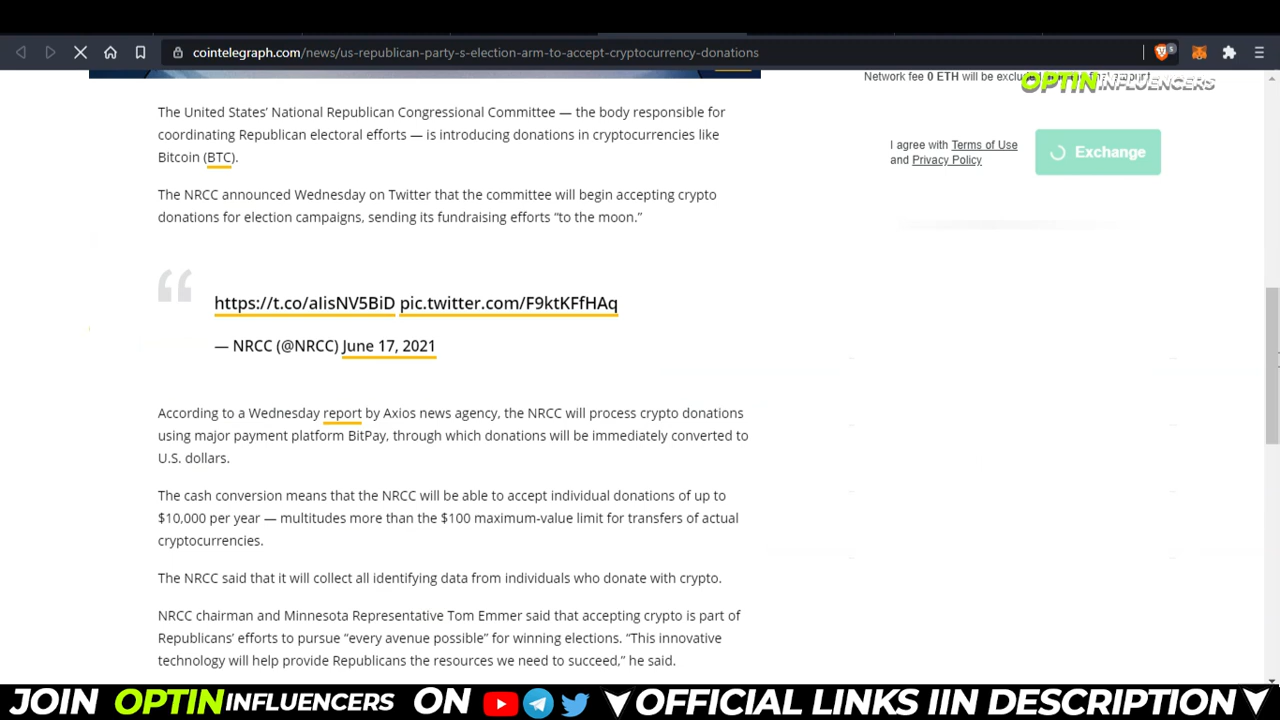 cointelegraph.com/news/us-republican-party-s-election-arm-to-accept-cryptocurrency-donations
5
Network fee 0 ETH will be
OPTIN INFLUENCERS
The United States’ National Republican Congressional Committee — the body responsible for
coordinating Republican electoral efforts — is introducing donations in cryptocurrencies like
Bitcoin (BTC).
I agree with Terms of Use
and Privacy Policy
Exchange
The NRCC announced Wednesday on Twitter that the committee will begin accepting crypto
donations for election campaigns, sending its fundraising efforts “to the moon.”
https://t.co/aIisNV5BiD pic.twitter.com/F9ktKFfHAq
— NRCC (@NRCC) June 17, 2021
According to a Wednesday report by Axios news agency, the NRCC will process crypto donations
using major payment platform BitPay, through which donations will be immediately converted to
U.S. dollars.
The cash conversion means that the NRCC will be able to accept individual donations of up to
$10,000 per year — multitudes more than the $100 maximum-value limit for transfers of actual
cryptocurrencies.
The NRCC said that it will collect all identifying data from individuals who donate with crypto.
NRCC chairman and Minnesota Representative Tom Emmer said that accepting crypto is part of
Republicans’ efforts to pursue “every avenue possible” for winning elections. “This innovative
technology will help provide Republicans the resources we need to succeed,” he said.
JOIN OPTIN INFLUENCERS ON OFFICIAL LINKS IN DESCRIPTION